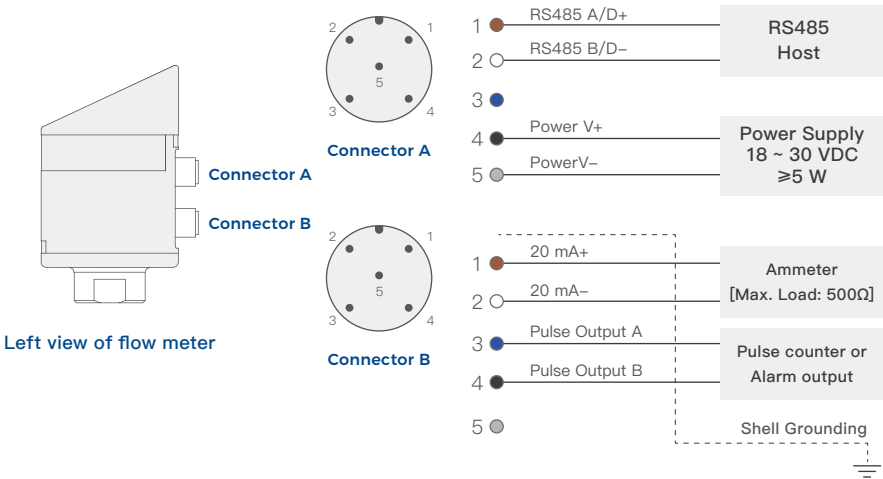 Connector A
Connector B
Left view of flow meter
2
1
5
3
4
Connector A
1
RS485 A/D+
2
RS485 B/D−
3
4
Power V+
5
PowerV−
RS485
Host
Power Supply
18 ~ 30 VDC
≥5 W
2
1
5
3
4
Connector B
1
20 mA+
2
20 mA−
3
Pulse Output A
4
Pulse Output B
5
Ammeter
[Max. Load: 500Ω]
Pulse counter or
Alarm output
Shell Grounding